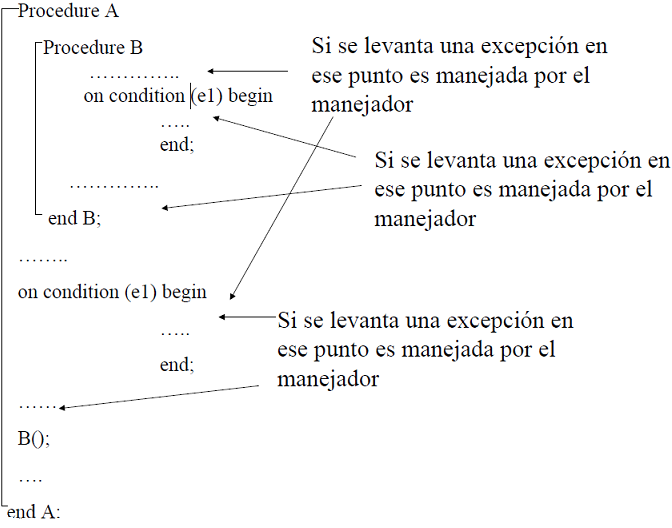 Procedure A
Procedure B
…………..
on condition (e1) begin
…..
end;
…………..
end B;
……..
on condition (e1) begin
…..
end;
……
B();
….
end A;
Si se levanta una excepción en
ese punto es manejada por el
manejador
Si se levanta una excepción en
ese punto es manejada por el
manejador
Si se levanta una excepción en
ese punto es manejada por el
manejador